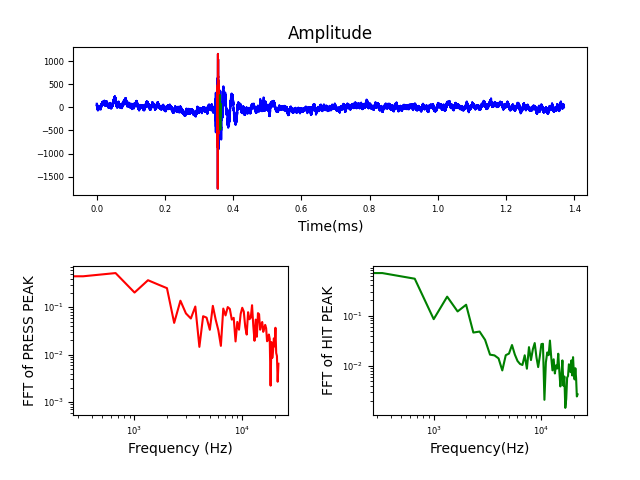 Amplitude
1000
500
0
−500
−1000
−1500
0.0 0.2 0.4 0.6 0.8 1.0 1.2 1.4
Time(ms)
FFT of PRESS PEAK
10⁻¹
10⁻²
10⁻³
10³ 10⁴
Frequency (Hz)
FFT of HIT PEAK
10⁻¹
10⁻²
10³ 10⁴
Frequency(Hz)